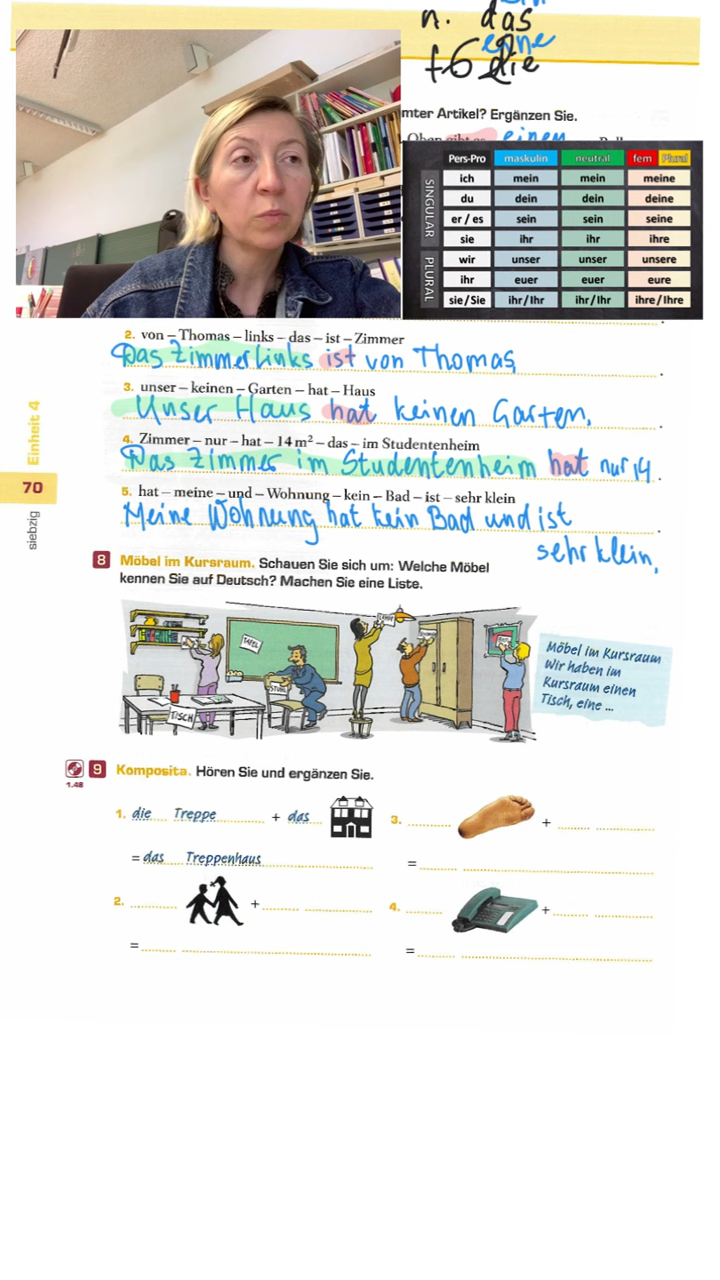 n. das
eine
die
mter Artikel? Ergänzen Sie.
einen
Pers-Pro maskulin neutral fem Plural
SINGULAR
ich mein mein meine
du dein dein deine
er / es sein sein seine
sie ihr ihr ihre
PLURAL
wir unser unser unsere
ihr euer euer eure
sie/Sie ihr/Ihr ihr/Ihr ihre/Ihre
2. von – Thomas – links – das – ist – Zimmer
Das Zimmer links ist von Thomas
3. unser – keinen – Garten – hat – Haus
Unser Haus hat keinen Garten.
4. Zimmer – nur – hat – 14 m² – das – im Studentenheim
Das Zimmer im Studentenheim hat nur 14
5. hat – meine – und – Wohnung – kein – Bad – ist – sehr klein
Meine Wohnung hat kein Bad und ist
sehr klein.
Einheit 4
70
siebzig
8 Möbel im Kursraum. Schauen Sie sich um: Welche Möbel
kennen Sie auf Deutsch? Machen Sie eine Liste.
TAFEL
STUHL
TISCH
Möbel im Kursraum
Wir haben im
Kursraum einen
Tisch, eine ...
9 Komposita. Hören Sie und ergänzen Sie.
1.48
1. die Treppe + das
= das Treppenhaus
2. +
=
3. +
=
4. +
=